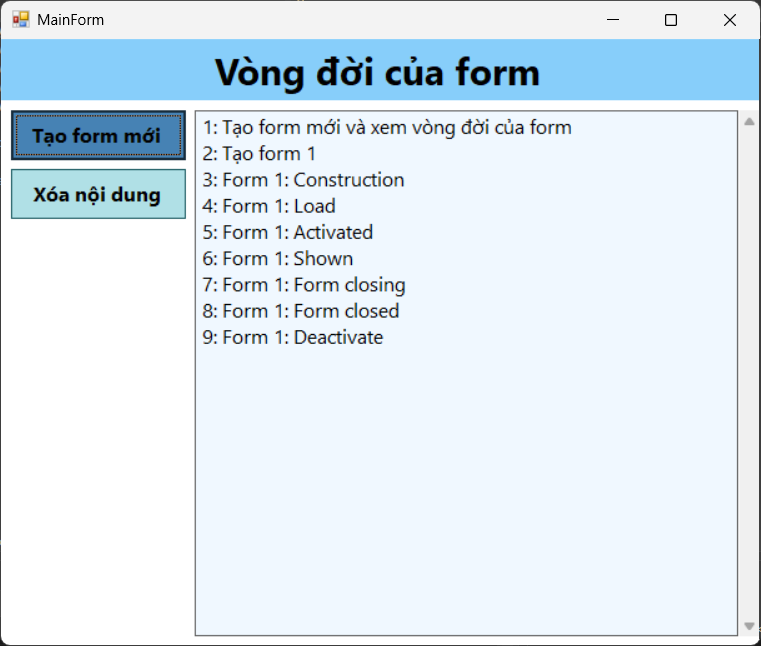 MainForm
Vòng đời của form
Tạo form mới
Xóa nội dung
1: Tạo form mới và xem vòng đời của form
2: Tạo form 1
3: Form 1: Construction
4: Form 1: Load
5: Form 1: Activated
6: Form 1: Shown
7: Form 1: Form closing
8: Form 1: Form closed
9: Form 1: Deactivate